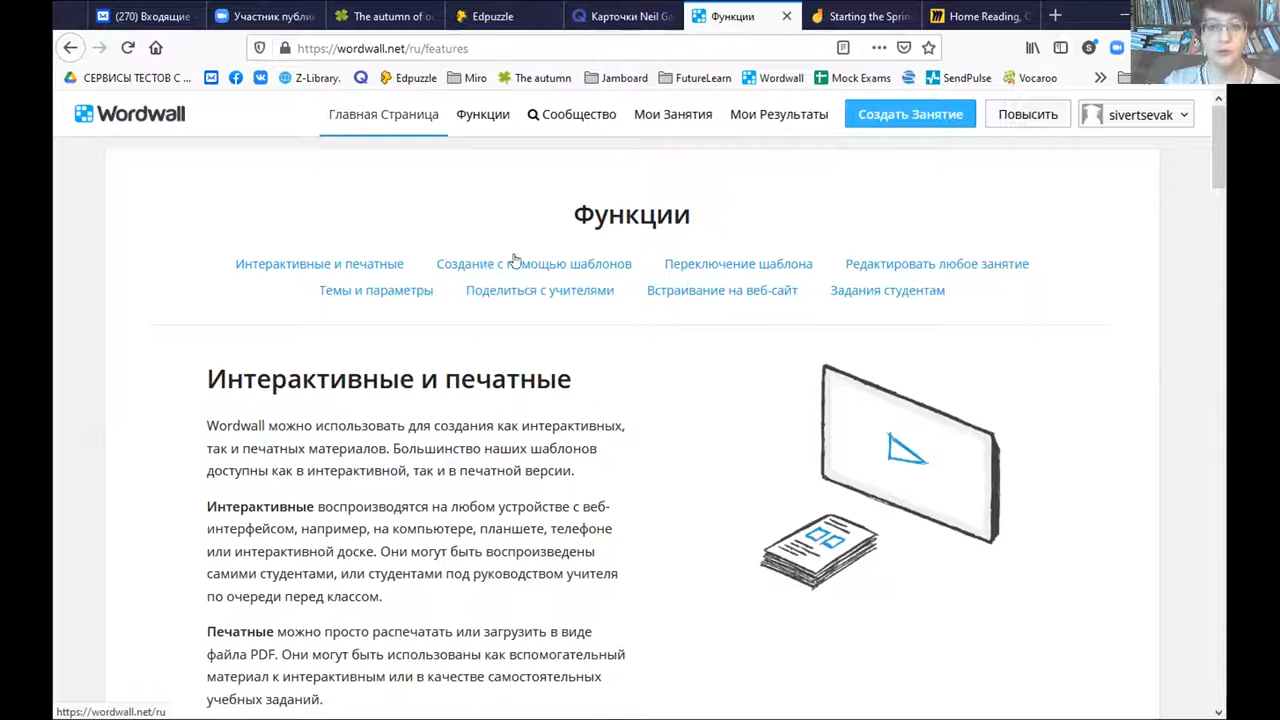 (270) Входящие
Участник публи
The autumn of o
Edpuzzle
Карточки Neil Ga
Функции
Starting the Sprin
Home Reading, C
https://wordwall.net/ru/features
СЕРВИСЫ ТЕСТОВ С ...
Z-Library.
Edpuzzle
Miro
The autumn
Jamboard
FutureLearn
Wordwall
Mock Exams
SendPulse
Vocaroo
Wordwall
Главная Страница
Функции
Сообщество
Мои Занятия
Мои Результаты
Создать Занятие
Повысить
sivertsevak
Функции
Интерактивные и печатные
Создание с помощью шаблонов
Переключение шаблона
Редактировать любое занятие
Темы и параметры
Поделиться с учителями
Встраивание на веб-сайт
Задания студентам
Интерактивные и печатные
Wordwall можно использовать для создания как интерактивных,
так и печатных материалов. Большинство наших шаблонов
доступны как в интерактивной, так и в печатной версии.
Интерактивные воспроизводятся на любом устройстве с веб-
интерфейсом, например, на компьютере, планшете, телефоне
или интерактивной доске. Они могут быть воспроизведены
самими студентами, или студентами под руководством учителя
по очереди перед классом.
Печатные можно просто распечатать или загрузить в виде
файла PDF. Они могут быть использованы как вспомогательный
материал к интерактивным или в качестве самостоятельных
учебных заданий.
https://wordwall.net/ru